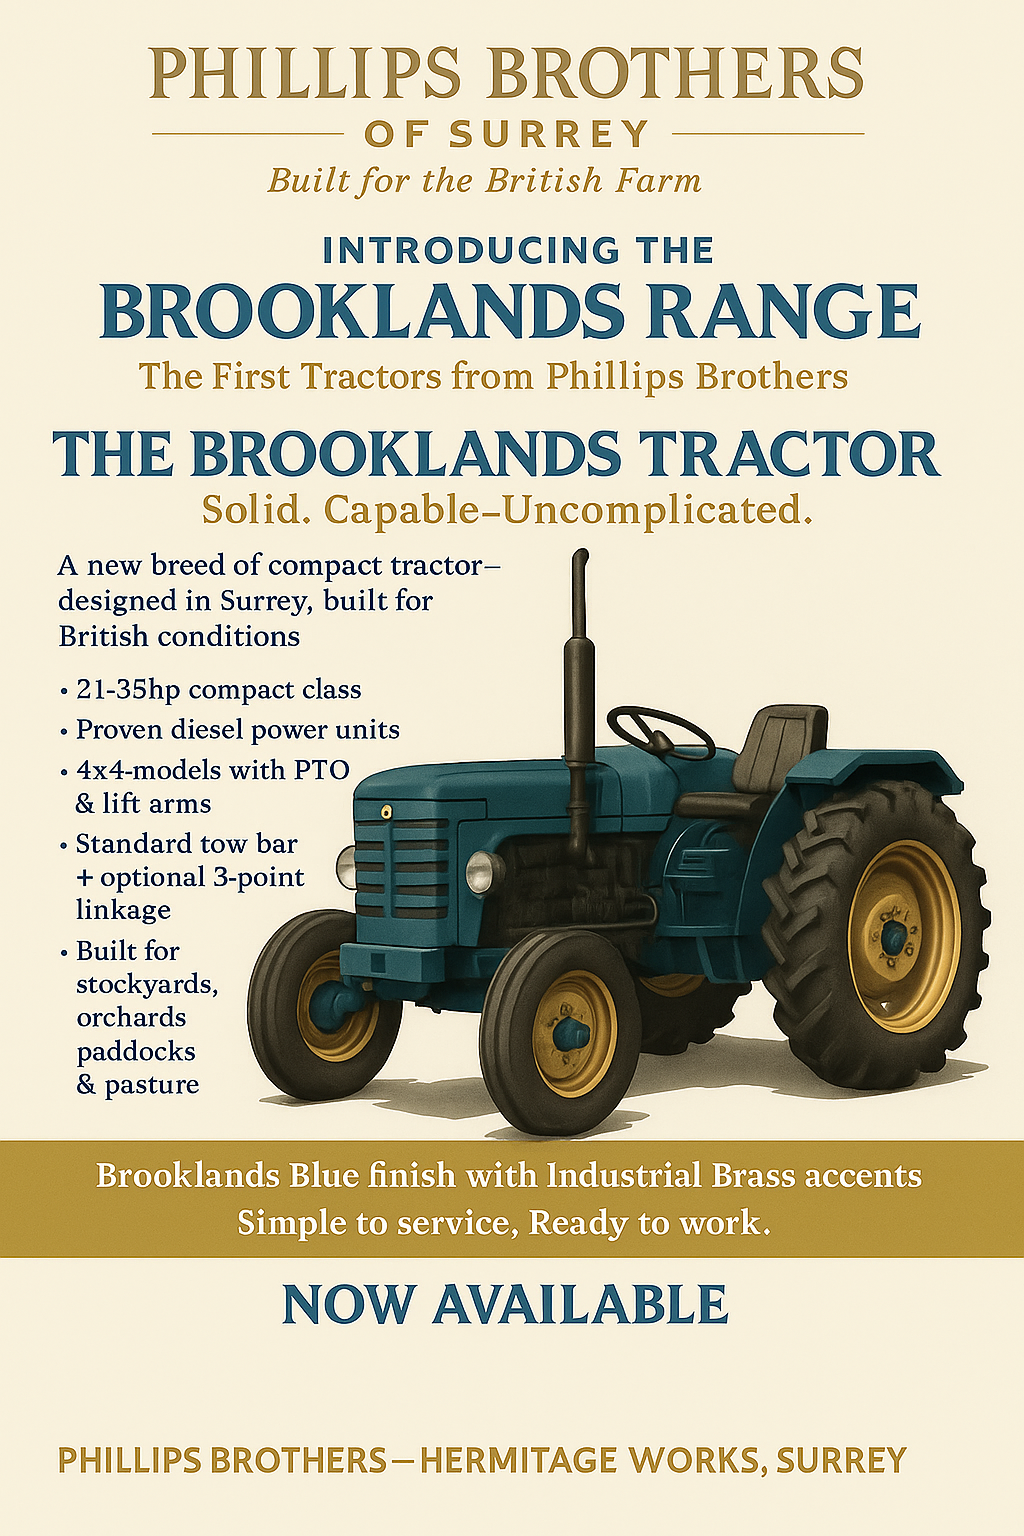 PHILLIPS BROTHERS
OF SURREY
Built for the British Farm
INTRODUCING THE
BROOKLANDS RANGE
The First Tractors from Phillips Brothers
THE BROOKLANDS TRACTOR
Solid. Capable–Uncomplicated.
A new breed of compact tractor–
designed in Surrey, built for
British conditions
• 21-35hp compact class
• Proven diesel power units
• 4x4-models with PTO
& lift arms
• Standard tow bar
+ optional 3-point
linkage
• Built for
stockyards,
orchards
paddocks
& pasture
Brooklands Blue finish with Industrial Brass accents
Simple to service, Ready to work.
NOW AVAILABLE
PHILLIPS BROTHERS—HERMITAGE WORKS, SURREY